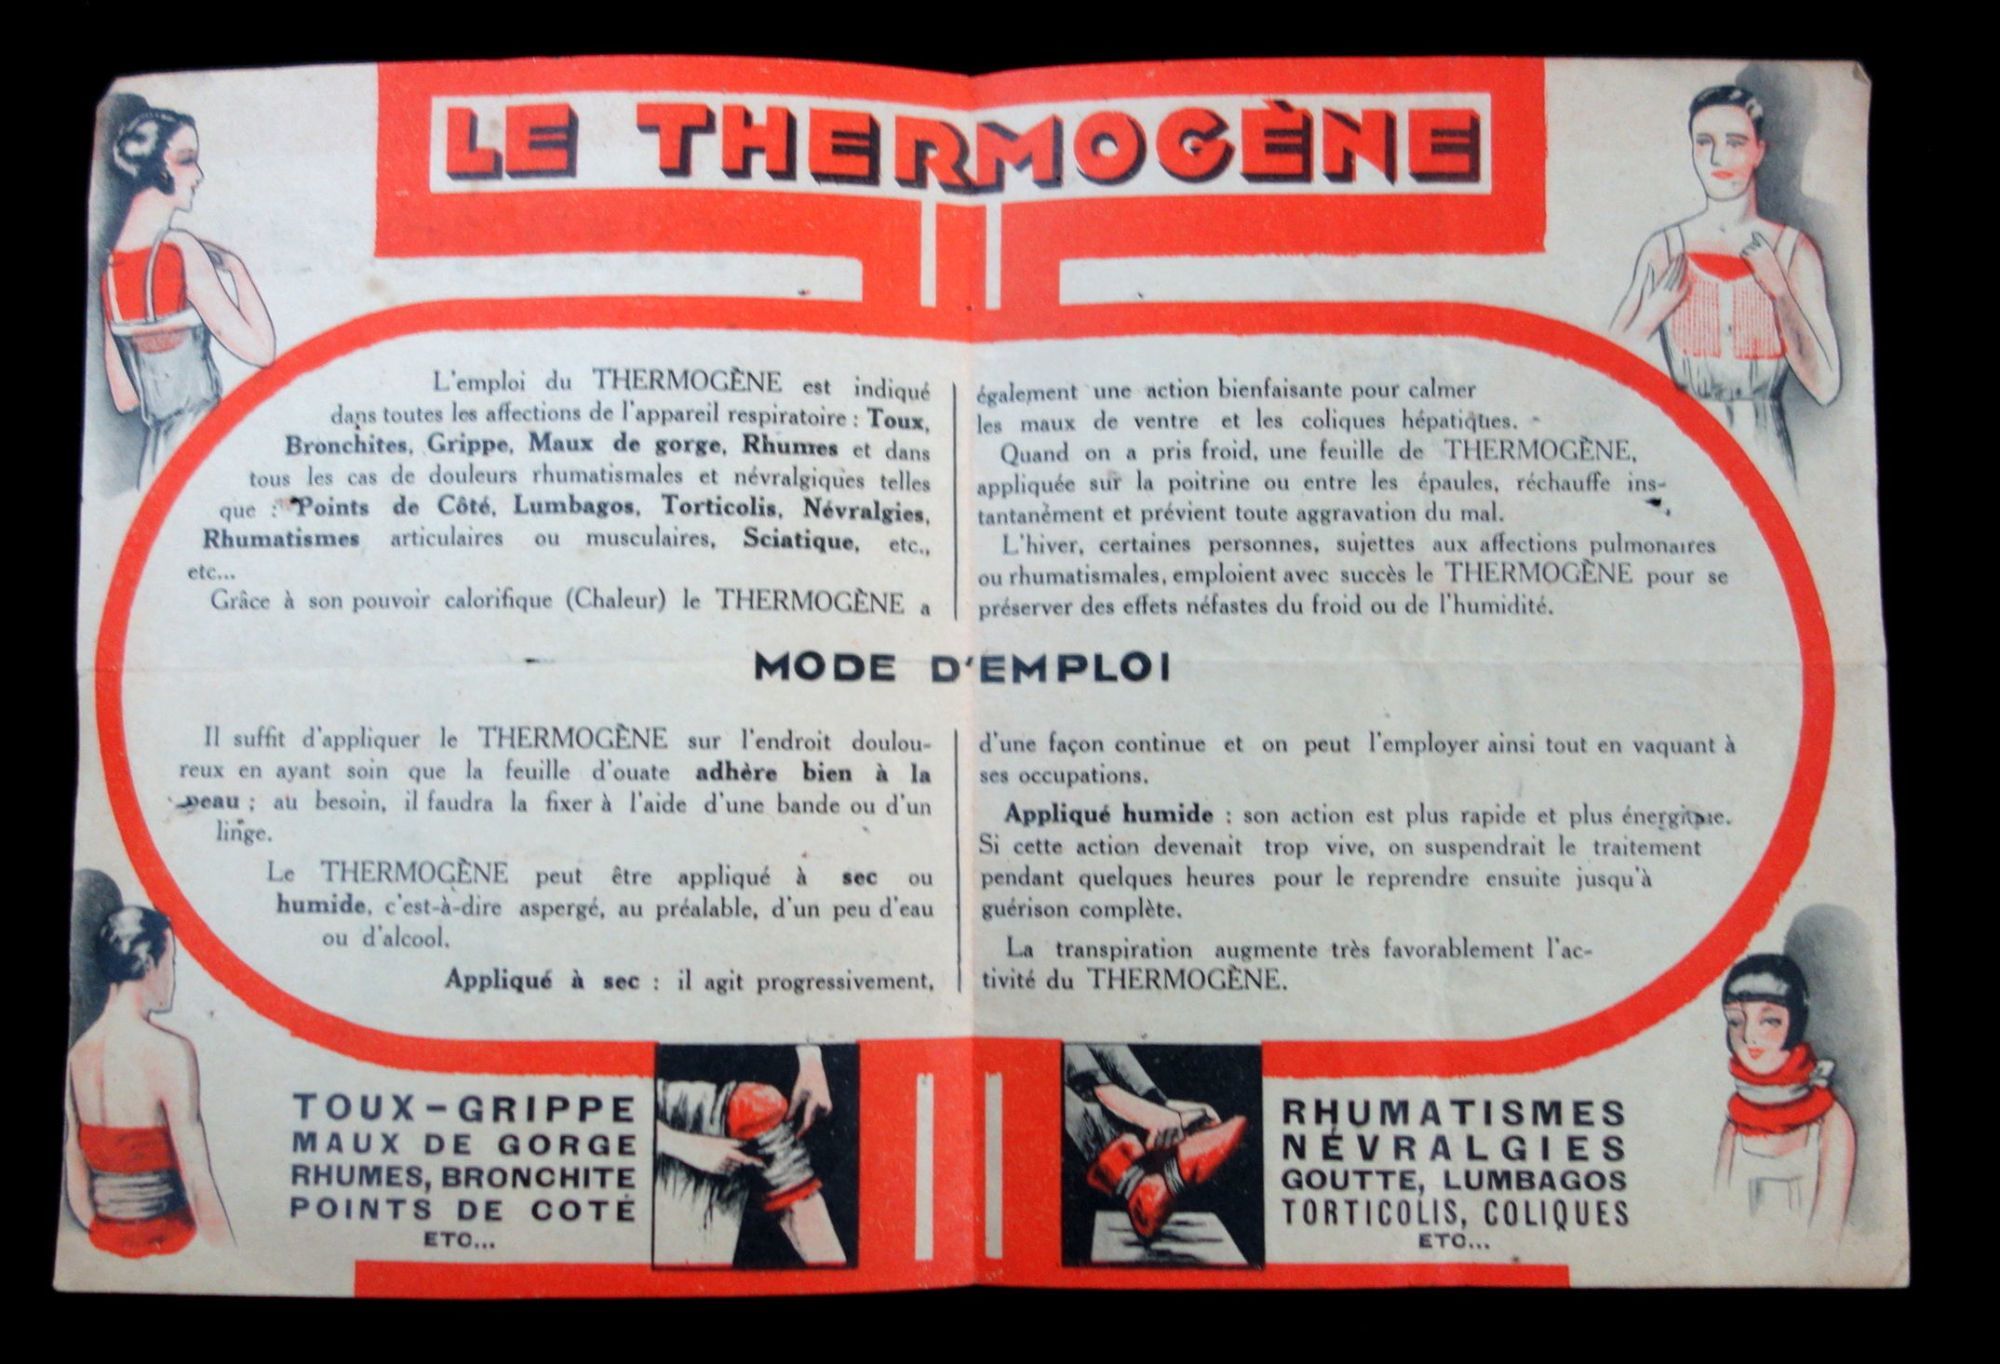 LE THERMOGÈNE
L'emploi du THERMOGÈNE est indiqué
dans toutes les affections de l'appareil respiratoire : Toux,
Bronchites, Grippe, Maux de gorge, Rhumes et dans
tous les cas de douleurs rhumatismales et névralgiques telles
que : Points de Côté, Lumbagos, Torticolis, Névralgies,
Rhumatismes articulaires ou musculaires, Sciatique, etc.,
etc...
Grâce à son pouvoir calorifique (Chaleur) le THERMOGÈNE a
également une action bienfaisante pour calmer
les maux de ventre et les coliques hépatiques.
Quand on a pris froid, une feuille de THERMOGÈNE,
appliquée sur la poitrine ou entre les épaules, réchauffe ins-
tantanément et prévient toute aggravation du mal.
L'hiver, certaines personnes, sujettes aux affections pulmonaires
ou rhumatismales, emploient avec succès le THERMOGÈNE pour se
préserver des effets néfastes du froid ou de l'humidité.
MODE D'EMPLOI
Il suffit d'appliquer le THERMOGÈNE sur l'endroit doulou-
reux en ayant soin que la feuille d'ouate adhère bien à la
peau ; au besoin, il faudra la fixer à l'aide d'une bande ou d'un
linge.
Le THERMOGÈNE peut être appliqué à sec ou
humide, c'est-à-dire aspergé, au préalable, d'un peu d'eau
ou d'alcool.
Appliqué à sec : il agit progressivement,
d'une façon continue et on peut l'employer ainsi tout en vaquant à
ses occupations.
Appliqué humide : son action est plus rapide et plus énergique.
Si cette action devenait trop vive, on suspendrait le traitement
pendant quelques heures pour le reprendre ensuite jusqu'à
guérison complète.
La transpiration augmente très favorablement l'ac-
tivité du THERMOGÈNE.
TOUX-GRIPPE
MAUX DE GORGE
RHUMES, BRONCHITE
POINTS DE COTÉ
ETC...
RHUMATISMES
NÉVRALGIES
GOUTTE, LUMBAGOS
TORTICOLIS, COLIQUES
ETC...